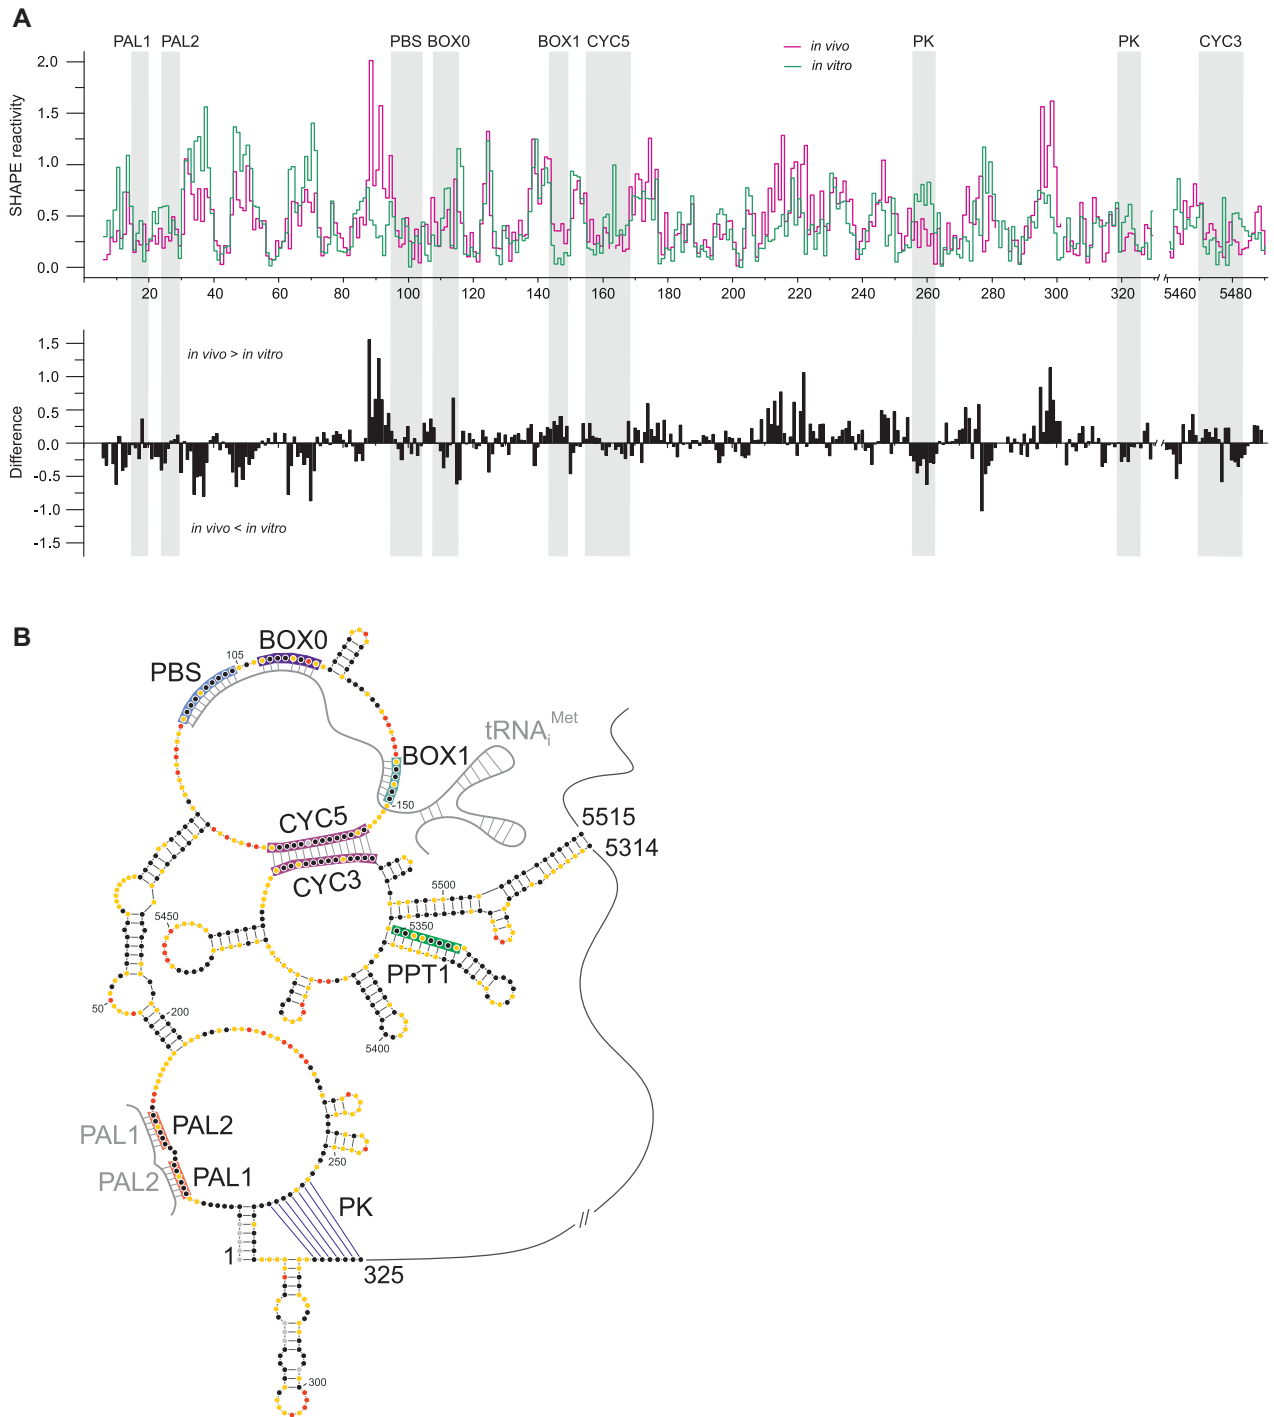 A
PAL1 PAL2 PBS BOX0 BOX1 CYC5 PK PK CYC3
in vivo
in vitro
SHAPE reactivity
2.0
1.5
1.0
0.5
0.0
20 40 60 80 100 120 140 160 180 200 220 240 260 280 300 320 5460 5480
in vivo > in vitro
Difference
1.5
1.0
0.5
0.0
-0.5
-1.0
-1.5
in vivo < in vitro
B
BOX0
105
PBS
tRNAiMet
BOX1
150
CYC5
5515
5314
CYC3
5500
5450
5350
PPT1
50
200
5400
PAL1
PAL2
PAL2
PAL1
250
PK
1
325
300
//